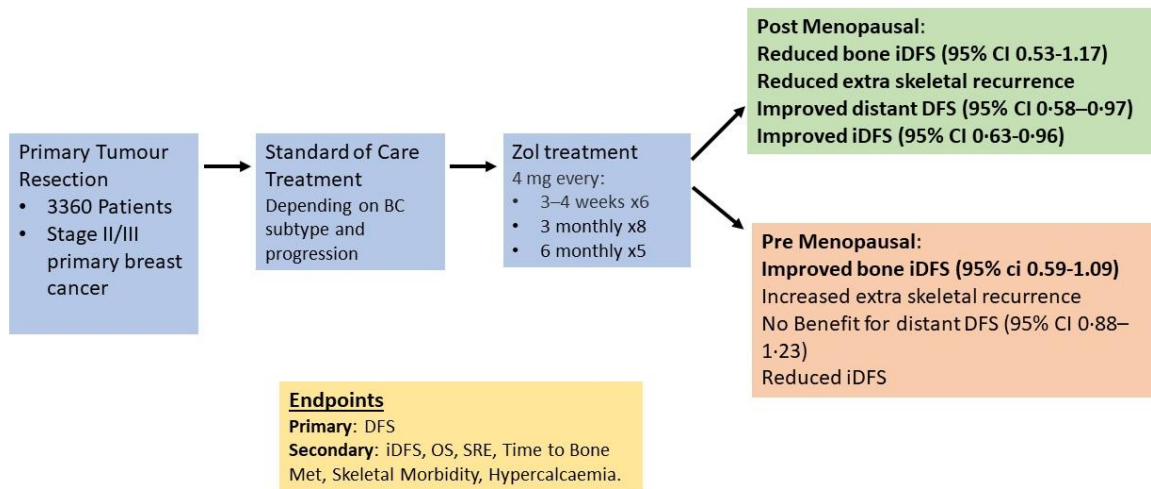 Primary Tumour
Resection
• 3360 Patients
• Stage II/III
primary breast
cancer
Standard of Care
Treatment
Depending on BC
subtype and
progression
Zol treatment
4 mg every:
• 3–4 weeks x6
• 3 monthly x8
• 6 monthly x5
Post Menopausal:
Reduced bone iDFS (95% CI 0.53-1.17)
Reduced extra skeletal recurrence
Improved distant DFS (95% CI 0·58–0·97)
Improved iDFS (95% CI 0·63-0·96)
Pre Menopausal:
Improved bone iDFS (95% ci 0.59-1.09)
Increased extra skeletal recurrence
No Benefit for distant DFS (95% CI 0·88–
1·23)
Reduced iDFS
Endpoints
Primary: DFS
Secondary: iDFS, OS, SRE, Time to Bone
Met, Skeletal Morbidity, Hypercalcaemia.